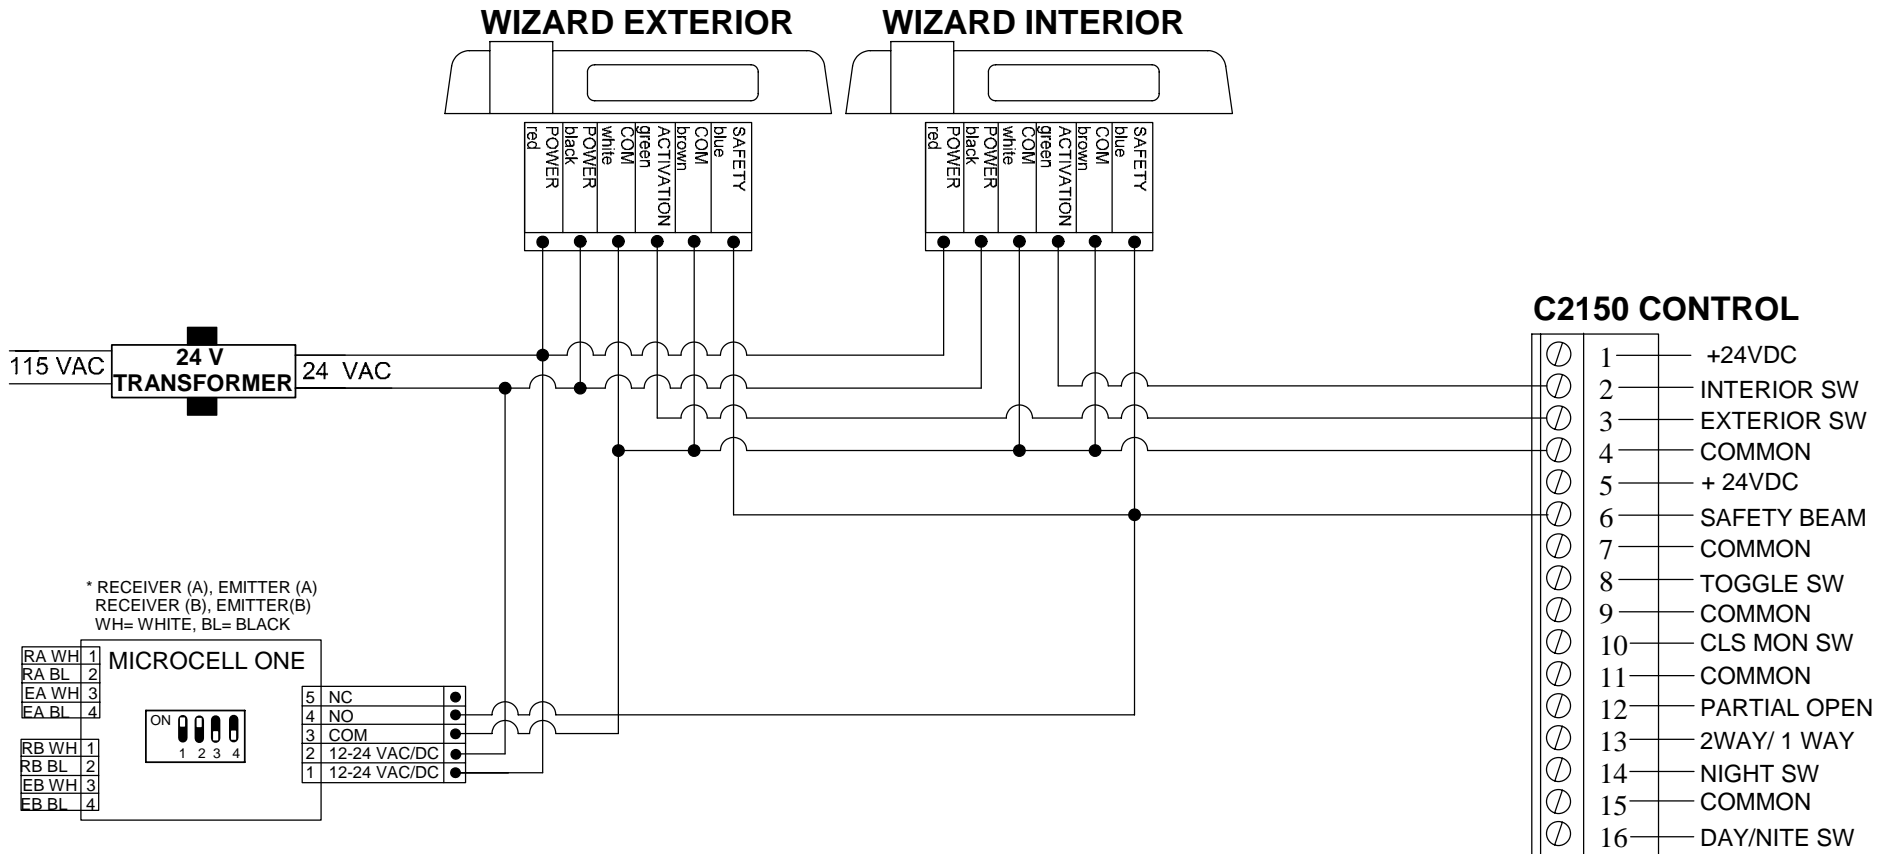 WIZARD EXTERIOR
WIZARD INTERIOR
red
POWER
black
POWER
white
COM
green
ACTIVATION
brown
COM
blue
SAFETY
red
POWER
black
POWER
white
COM
green
ACTIVATION
brown
COM
blue
SAFETY
115 VAC
24 V
TRANSFORMER
24 VAC
C2150 CONTROL
1 +24VDC
2 INTERIOR SW
3 EXTERIOR SW
4 COMMON
5 + 24VDC
6 SAFETY BEAM
7 COMMON
8 TOGGLE SW
9 COMMON
10 CLS MON SW
11 COMMON
12 PARTIAL OPEN
13 2WAY/ 1 WAY
14 NIGHT SW
15 COMMON
16 DAY/NITE SW
* RECEIVER (A), EMITTER (A)
RECEIVER (B), EMITTER(B)
WH= WHITE, BL= BLACK
MICROCELL ONE
RA WH 1
RA BL 2
EA WH 3
EA BL 4
RB WH 1
RB BL 2
EB WH 3
EB BL 4
ON
1 2 3 4
5 NC
4 NO
3 COM
2 12-24 VAC/DC
1 12-24 VAC/DC